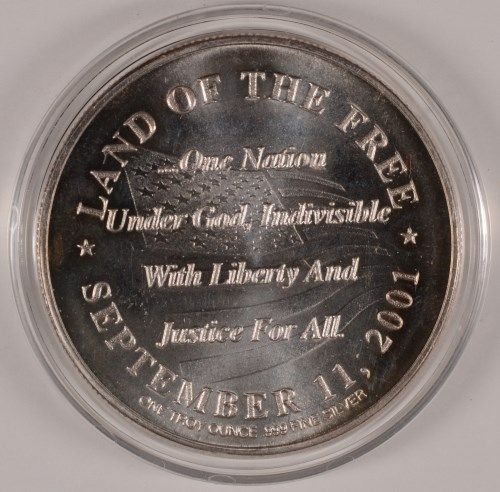 LAND OF THE FREE
...One Nation
Under God, Indivisible
With Liberty And
Justice For All.
SEPTEMBER 11, 2001
ONE TROY OUNCE .999 FINE SILVER